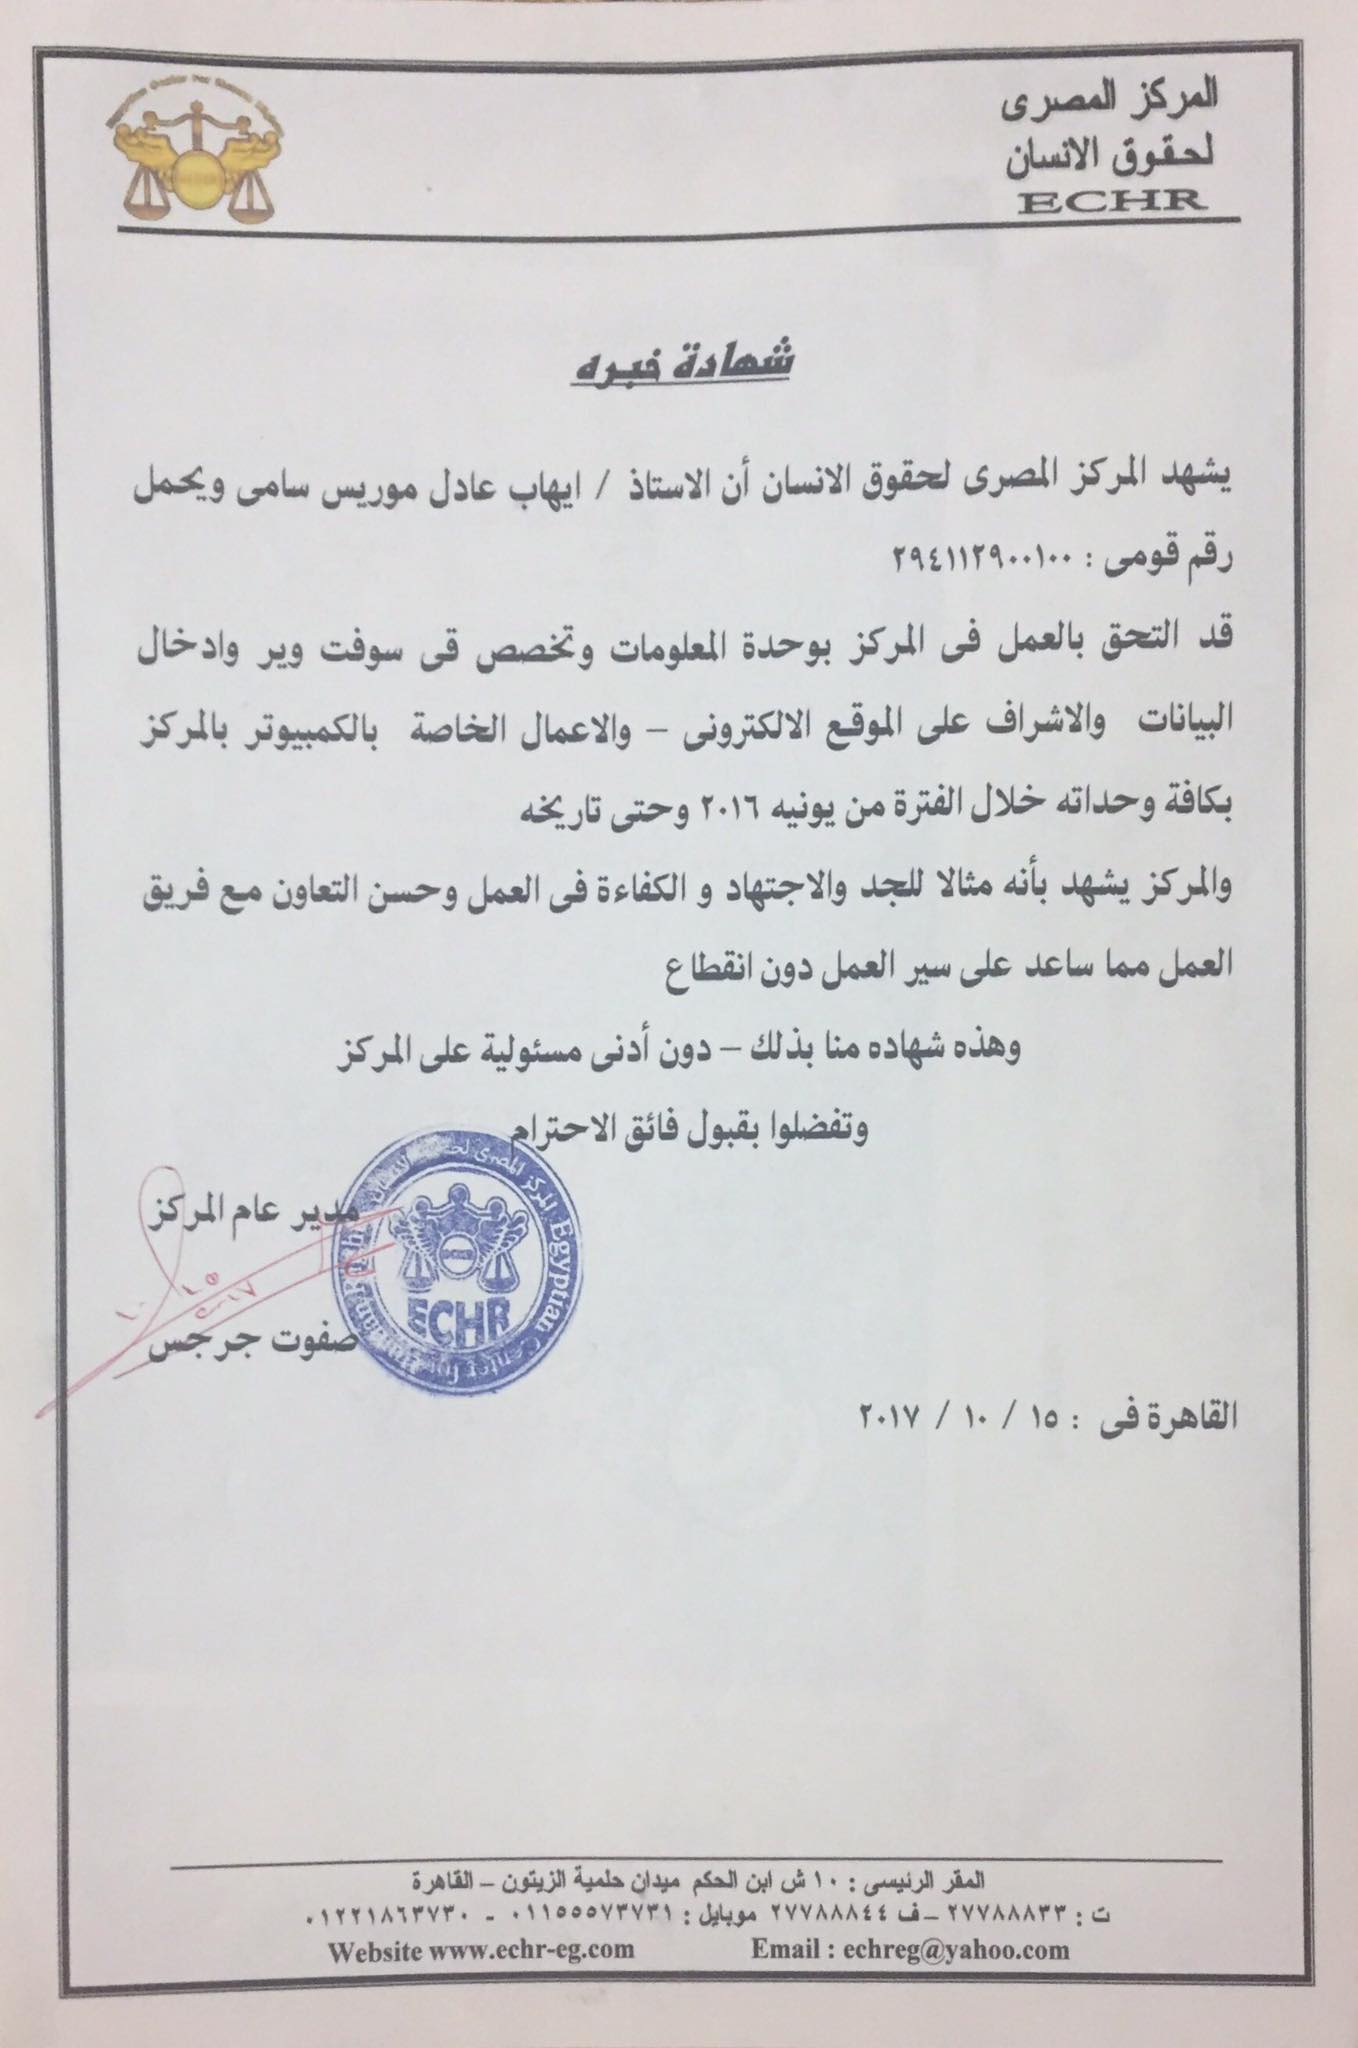 المركز المصرى
لحقوق الانسان
ECHR
شهادة خبره
يشهد المركز المصرى لحقوق الانسان أن الاستاذ / ايهاب عادل موريس سامى ويحمل
رقم قومى : ٢٩٤١١٢٩٠٠١٠٠
قد التحق بالعمل فى المركز بوحدة المعلومات وتخصص قى سوفت وير وادخال
البيانات والاشراف على الموقع الالكترونى – والاعمال الخاصة بالكمبيوتر بالمركز
بكافة وحداته خلال الفترة من يونيه ٢٠١٦ وحتى تاريخه
والمركز يشهد بأنه مثالا للجد والاجتهاد و الكفاءة فى العمل وحسن التعاون مع فريق
العمل مما ساعد على سير العمل دون انقطاع
وهذه شهاده منا بذلك – دون أدنى مسئولية على المركز
وتفضلوا بقبول فائق الاحترام
مدير عام المركز
صفوت جرجس
المركز المصرى
Egyptian Center for Human
ECHR
القاهرة فى : ١٥ / ١٠ / ٢٠١٧
المقر الرئيسى : ١٠ ش ابن الحكم ميدان حلمية الزيتون – القاهرة
ت : ٢٧٧٨٨٨٣٣ – ف ٢٧٧٨٨٨٤٤ موبايل : ٠١١٥٥٥٧٣٧٣١ - ٠١٢٢١٨٦٣٧٣٠
Website www.echr-eg.com Email : echreg@yahoo.com